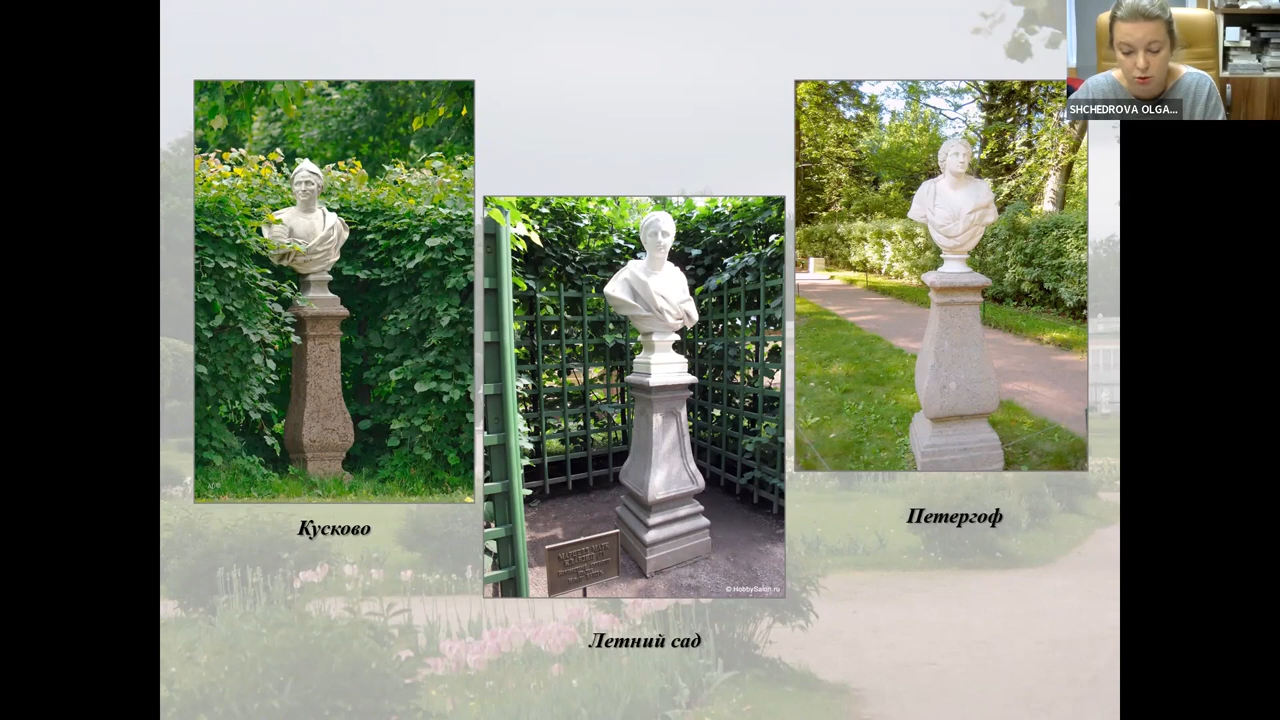 SHCHEDROVA OLGA...
Кусково
Петергоф
© HobbySalon.ru
Летний сад